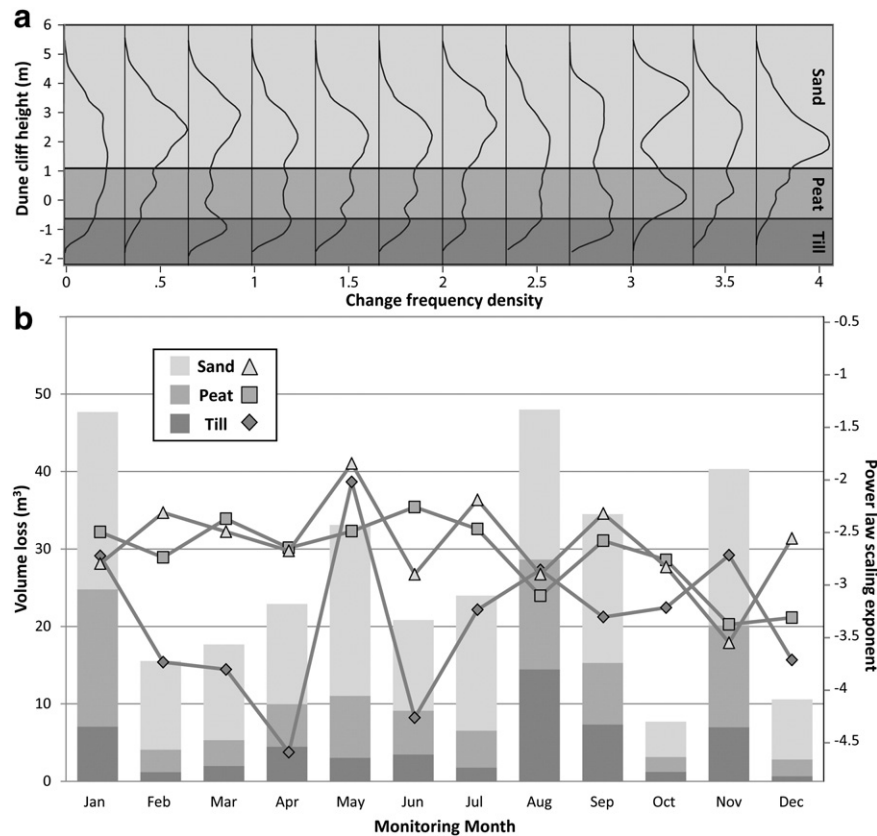 a
6
5
4
3
2
1
0
-1
-2
Dune cliff height (m)
Sand
Peat
Till
0 .5 1 1.5 2 2.5 3 3.5 4
Change frequency density
b
50
40
30
20
10
0
Volume loss (m³)
Sand
Peat
Till
-0.5
-1
-1.5
-2
-2.5
-3
-3.5
-4
-4.5
Power law scaling exponent
Jan Feb Mar Apr May Jun Jul Aug Sep Oct Nov Dec
Monitoring Month